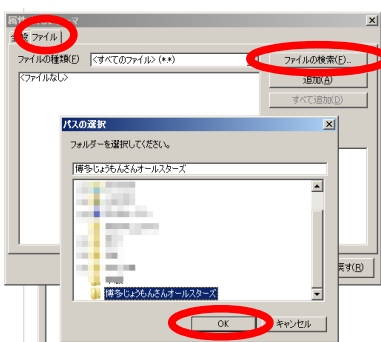 ファイル
ファイルの種類(F)
<すべてのファイル> (*.*)
ファイルの検索(F)...
<ファイルなし>
追加(A)
すべて追加(D)
パスの選択
フォルダーを選択してください。
博多じょうもんさんオールスターズ
博多じょうもんさんオールスターズ
戻す(R)
OK
キャンセル